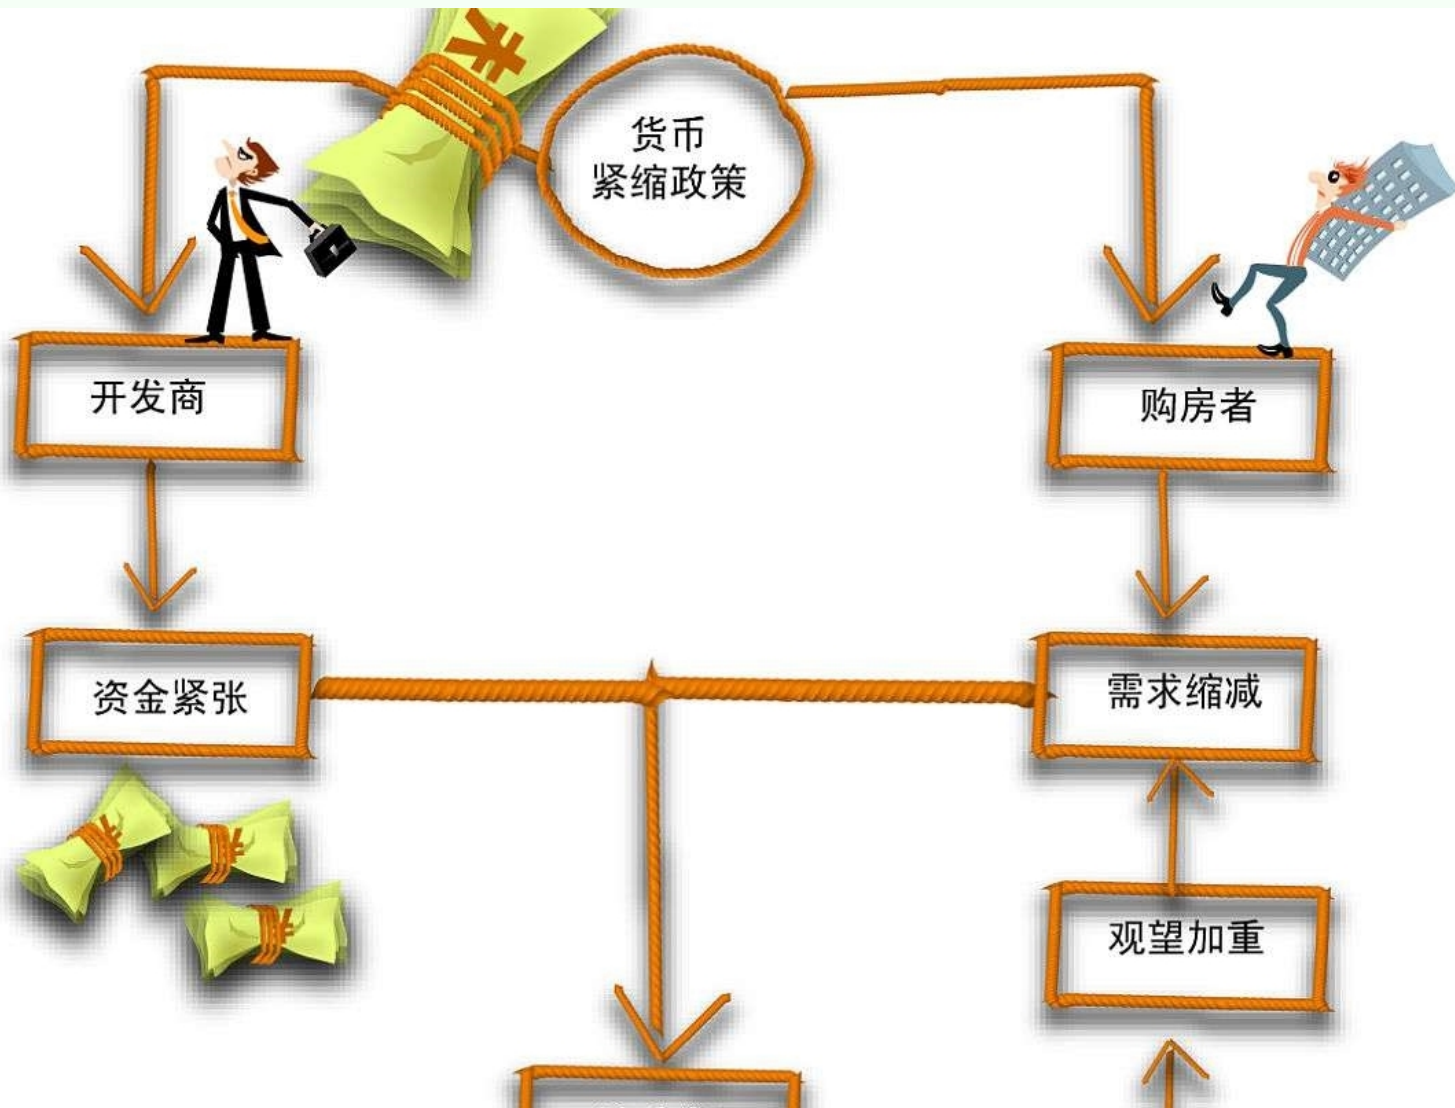 货币
紧缩政策
开发商
购房者
资金紧张
需求缩减
观望加重